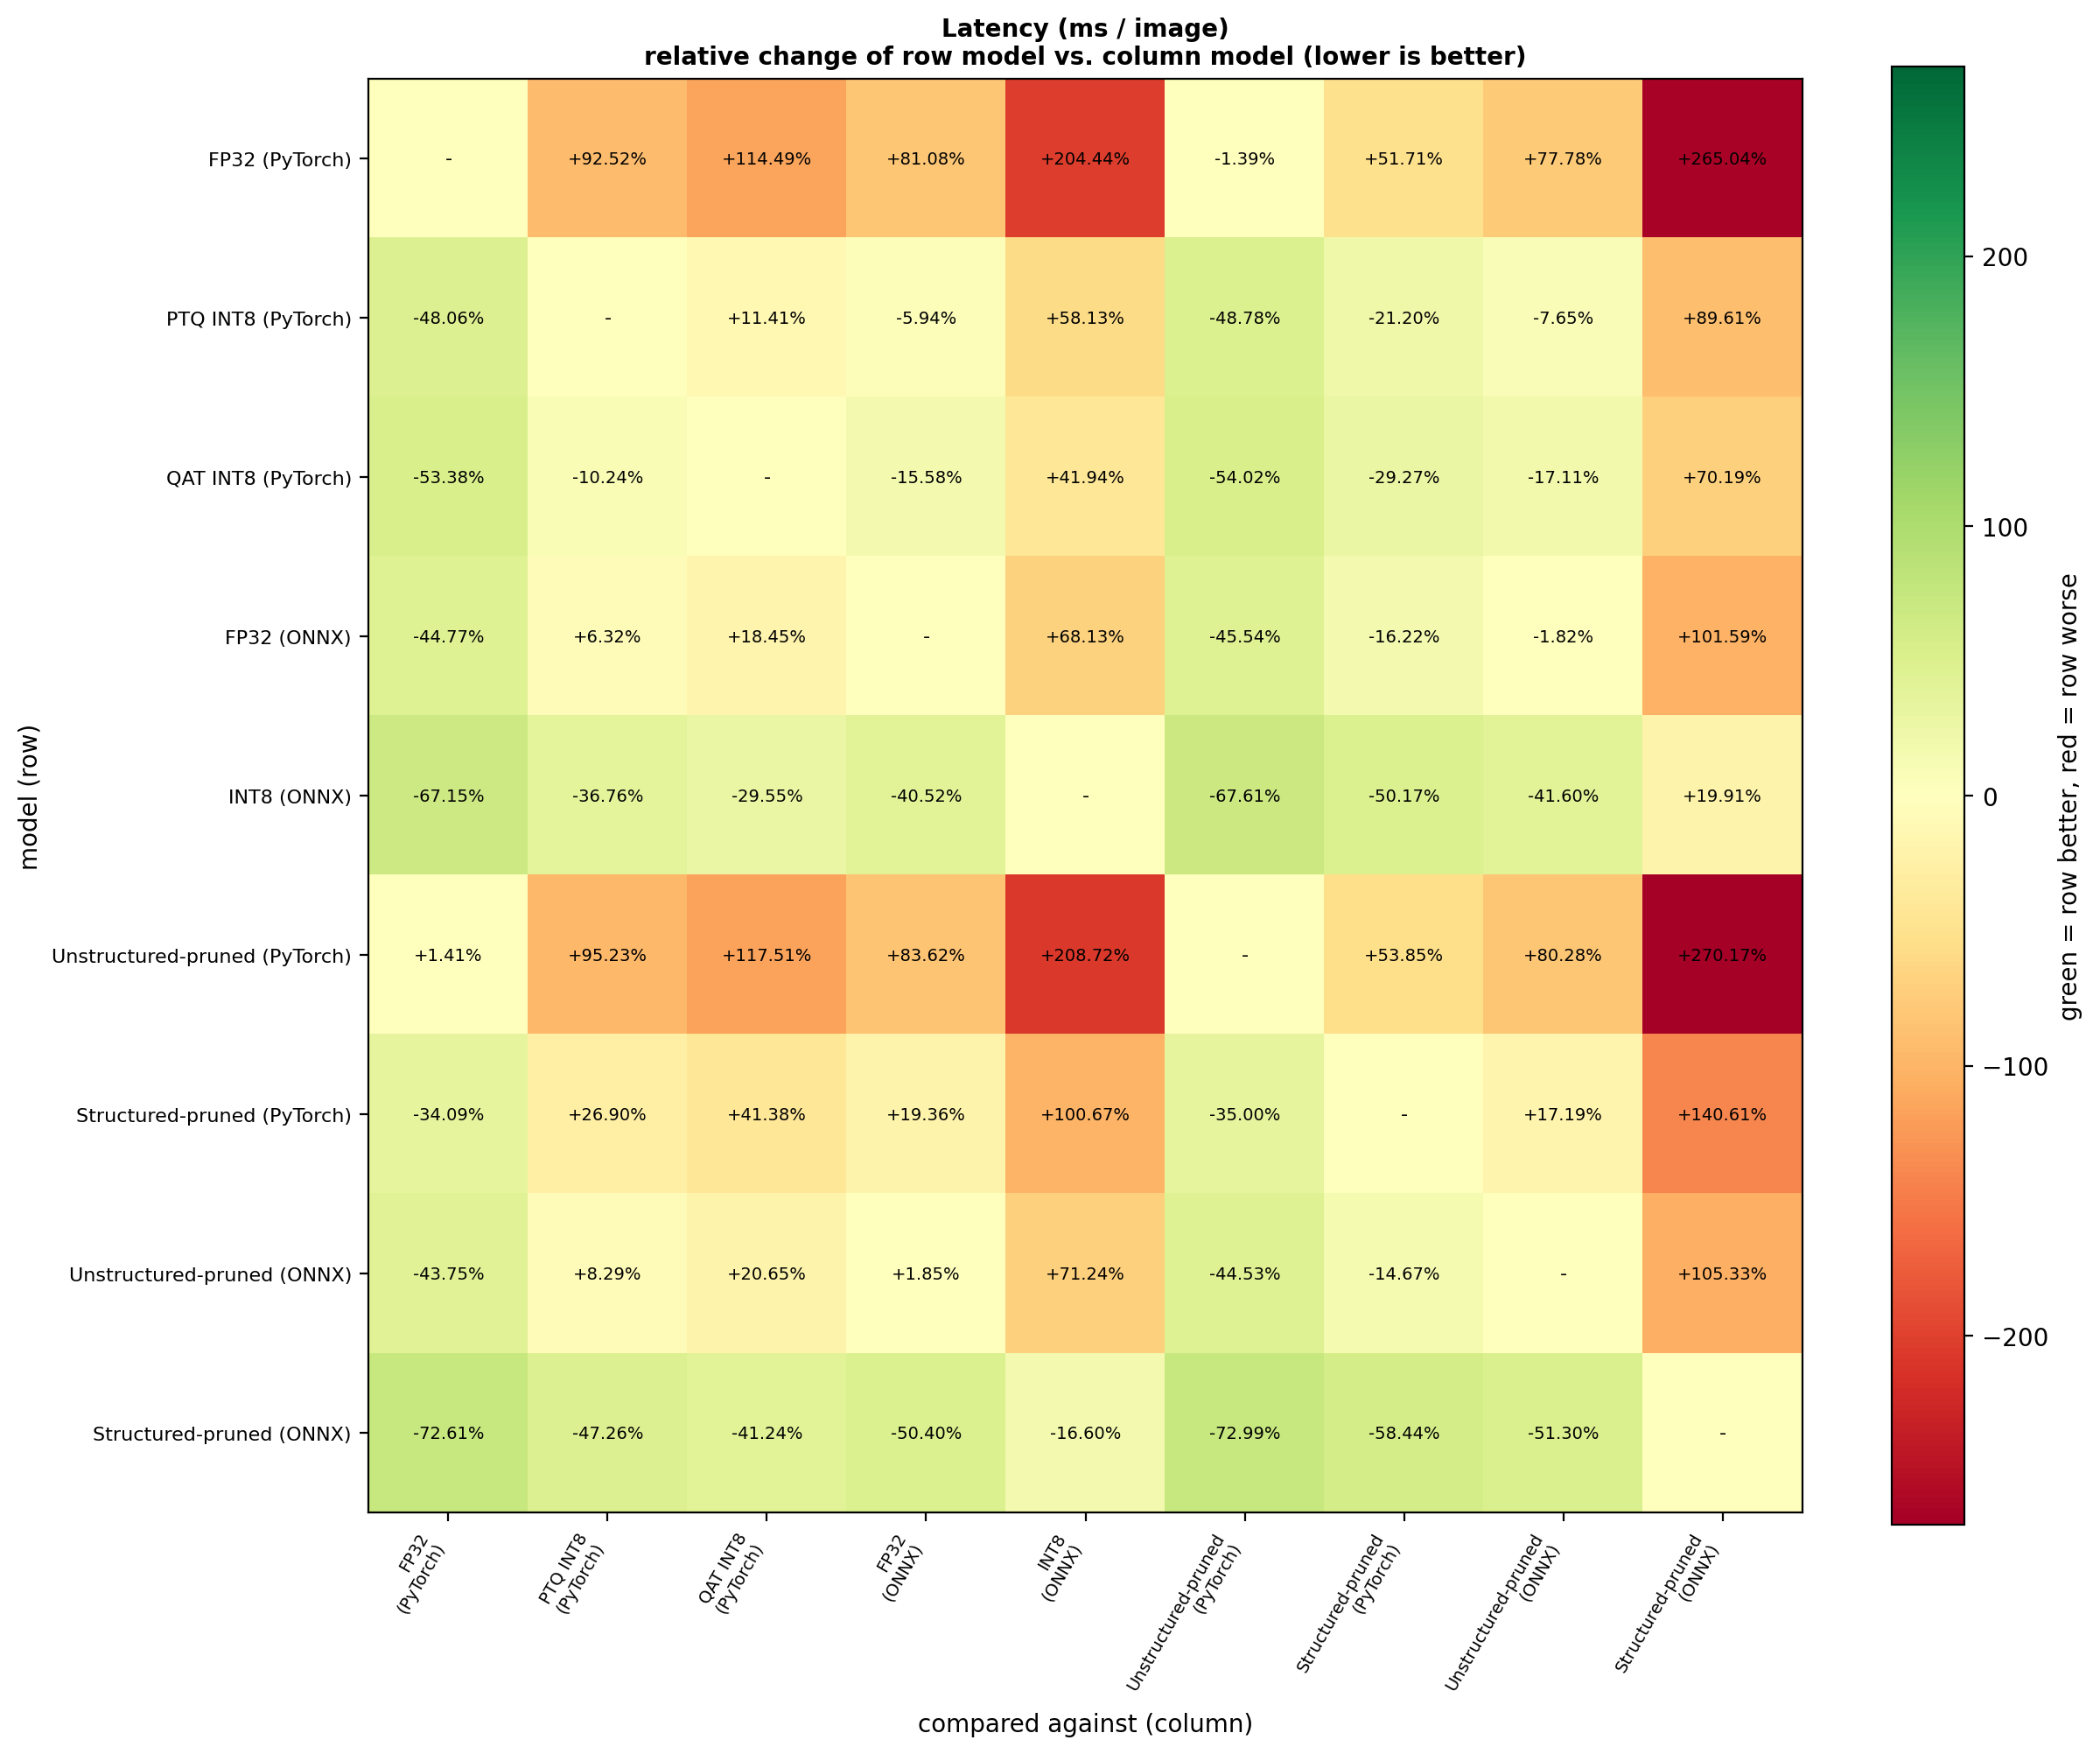 Latency (ms / image)
relative change of row model vs. column model (lower is better)
FP32 (PyTorch) - +92.52% +114.49% +81.08% +204.44% -1.39% +51.71% +77.78% +265.04%
PTQ INT8 (PyTorch) -48.06% - +11.41% -5.94% +58.13% -48.78% -21.20% -7.65% +89.61%
QAT INT8 (PyTorch) -53.38% -10.24% - -15.58% +41.94% -54.02% -29.27% -17.11% +70.19%
FP32 (ONNX) -44.77% +6.32% +18.45% - +68.13% -45.54% -16.22% -1.82% +101.59%
INT8 (ONNX) -67.15% -36.76% -29.55% -40.52% - -67.61% -50.17% -41.60% +19.91%
Unstructured-pruned (PyTorch) +1.41% +95.23% +117.51% +83.62% +208.72% - +53.85% +80.28% +270.17%
Structured-pruned (PyTorch) -34.09% +26.90% +41.38% +19.36% +100.67% -35.00% - +17.19% +140.61%
Unstructured-pruned (ONNX) -43.75% +8.29% +20.65% +1.85% +71.24% -44.53% -14.67% - +105.33%
Structured-pruned (ONNX) -72.61% -47.26% -41.24% -50.40% -16.60% -72.99% -58.44% -51.30% -
model (row)
FP32
(PyTorch)
PTQ INT8
(PyTorch)
QAT INT8
(PyTorch)
FP32
(ONNX)
INT8
(ONNX)
Unstructured-pruned
(PyTorch)
Structured-pruned
(PyTorch)
Unstructured-pruned
(ONNX)
Structured-pruned
(ONNX)
compared against (column)
200
100
0
−100
−200
green = row better, red = row worse